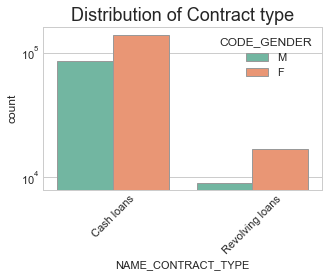 Distribution of Contract type
CODE_GENDER
M
F
10^5
10^4
count
Cash loans
Revolving loans
NAME_CONTRACT_TYPE